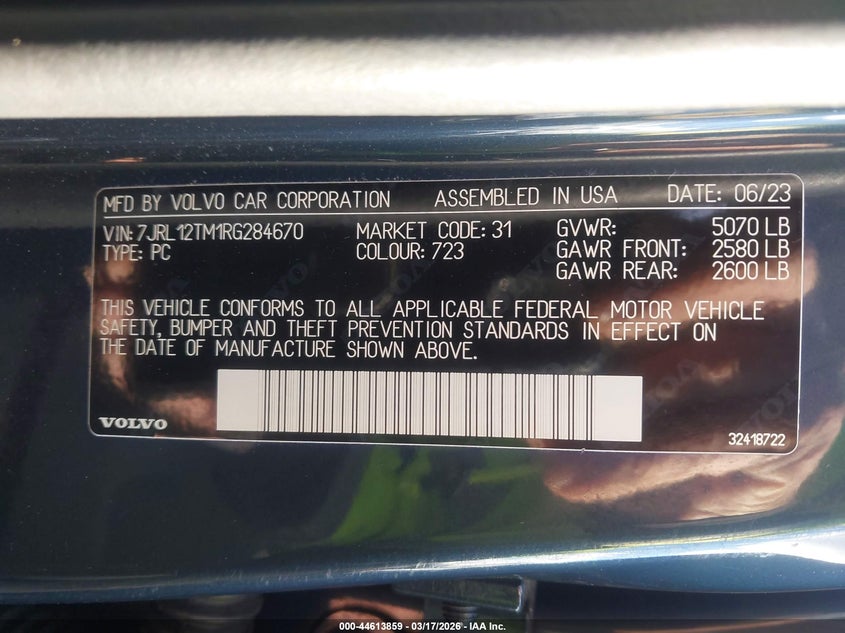 MFD BY VOLVO CAR CORPORATION ASSEMBLED IN USA DATE: 06/23
VIN: 7JRL12TM1RG284670 MARKET CODE: 31 GVWR: 5070 LB
TYPE: PC COLOUR: 723 GAWR FRONT: 2580 LB
GAWR REAR: 2600 LB
THIS VEHICLE CONFORMS TO ALL APPLICABLE FEDERAL MOTOR VEHICLE
SAFETY, BUMPER AND THEFT PREVENTION STANDARDS IN EFFECT ON
THE DATE OF MANUFACTURE SHOWN ABOVE.
VOLVO 32418722
000-44613859 - 03/17/2026 - IAA Inc.